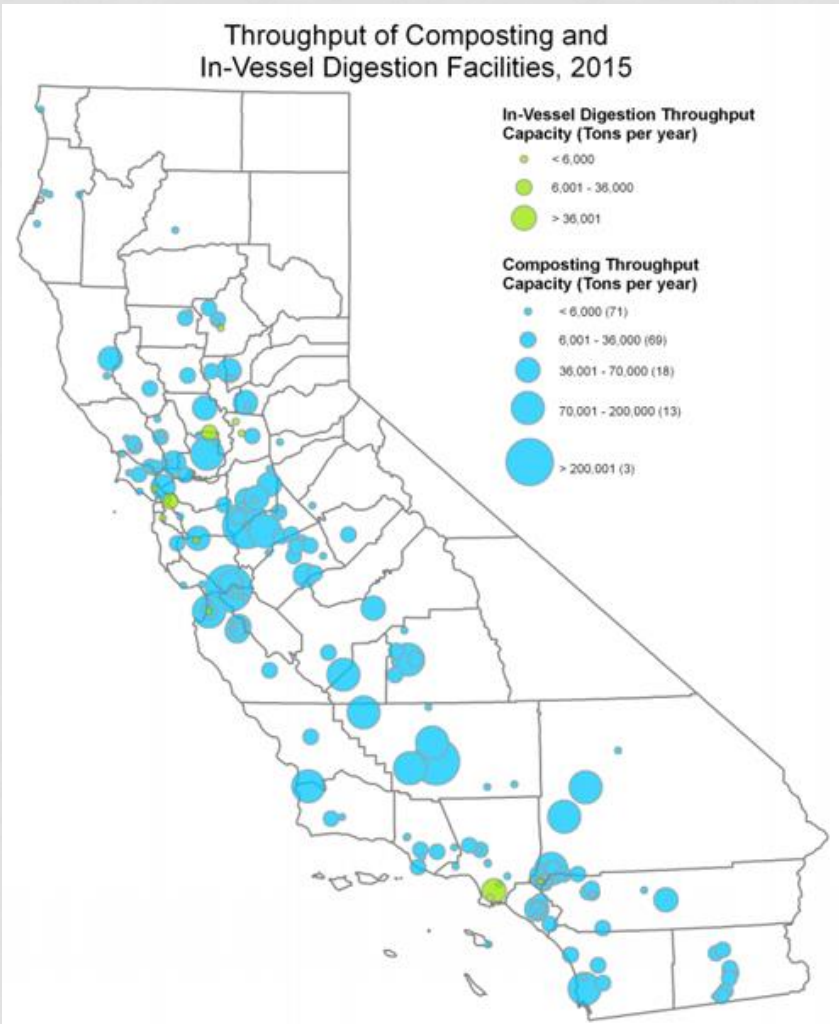 Throughput of Composting and
In-Vessel Digestion Facilities, 2015
In-Vessel Digestion Throughput
Capacity (Tons per year)
< 6,000
6,001 - 36,000
> 36,001
Composting Throughput
Capacity (Tons per year)
< 6,000 (71)
6,001 - 36,000 (69)
36,001 - 70,000 (18)
70,001 - 200,000 (13)
> 200,001 (3)